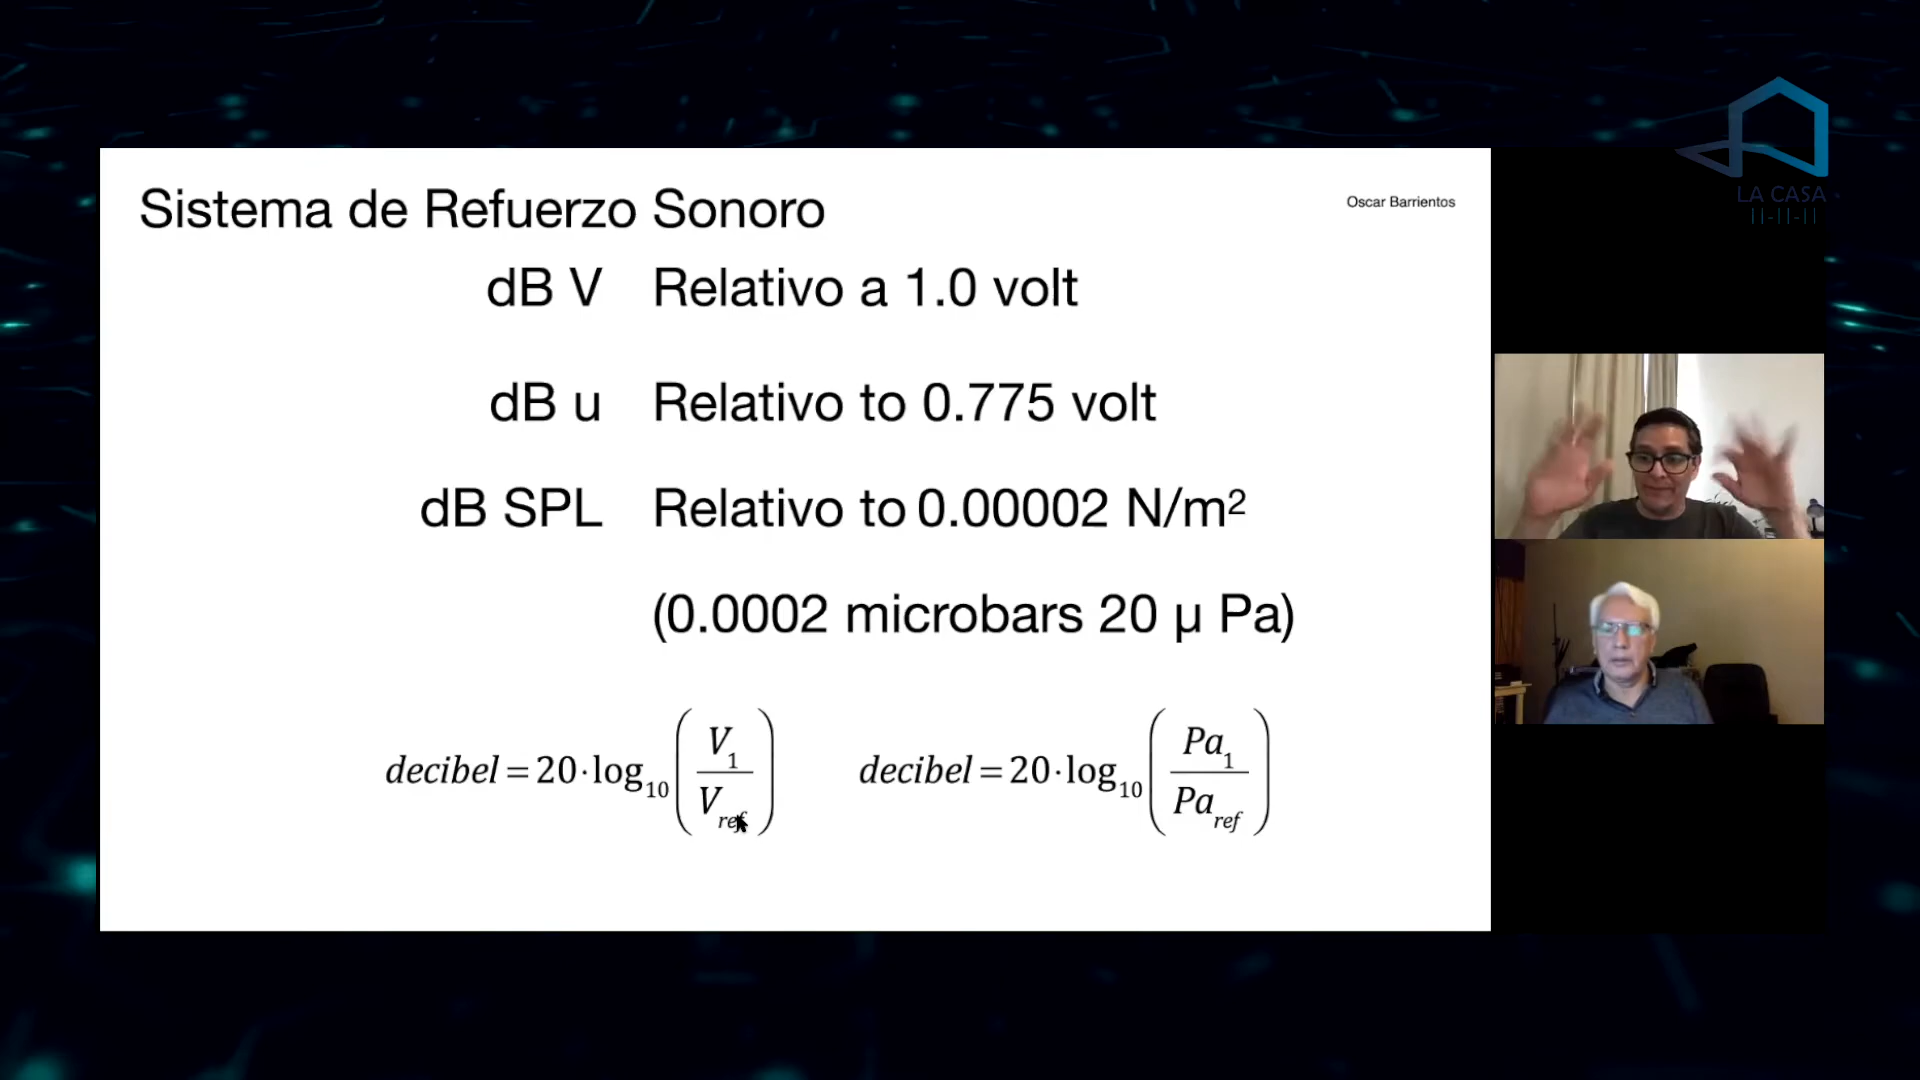 Sistema de Refuerzo Sonoro
Oscar Barrientos
dB V Relativo a 1.0 volt
dB u Relativo to 0.775 volt
dB SPL Relativo to 0.00002 N/m²
(0.0002 microbars 20 µ Pa)
decibel = 20·log₁₀ (V₁ / V_ref)
decibel = 20·log₁₀ (Pa₁ / Pa_ref)
LA CASA